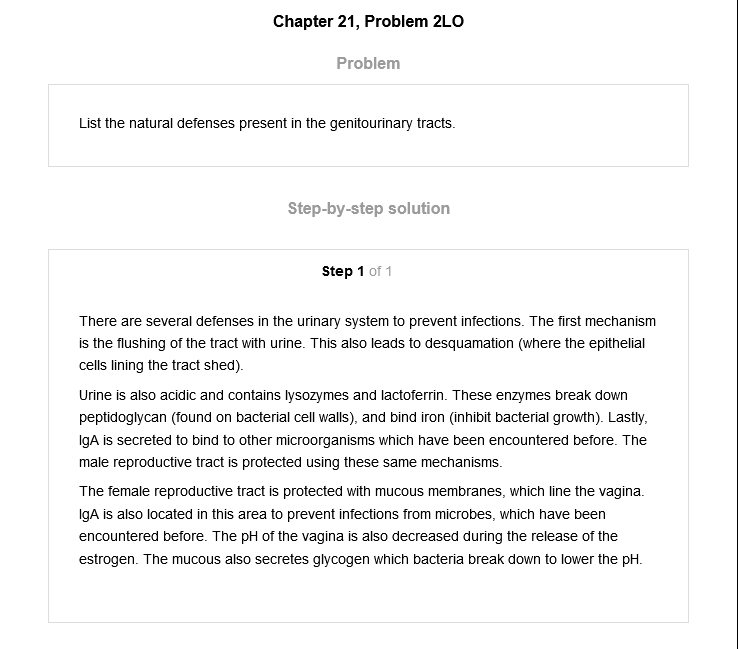 Chapter 21, Problem 2LO
Problem
List the natural defenses present in the genitourinary tracts.
Step-by-step solution
Step 1 of 1
There are several defenses in the urinary system to prevent infections. The first mechanism
is the flushing of the tract with urine. This also leads to desquamation (where the epithelial
cells lining the tract shed).
Urine is also acidic and contains lysozymes and lactoferrin. These enzymes break down
peptidoglycan (found on bacterial cell walls), and bind iron (inhibit bacterial growth). Lastly,
IgA is secreted to bind to other microorganisms which have been encountered before. The
male reproductive tract is protected using these same mechanisms.
The female reproductive tract is protected with mucous membranes, which line the vagina.
IgA is also located in this area to prevent infections from microbes, which have been
encountered before. The pH of the vagina is also decreased during the release of the
estrogen. The mucous also secretes glycogen which bacteria break down to lower the pH.